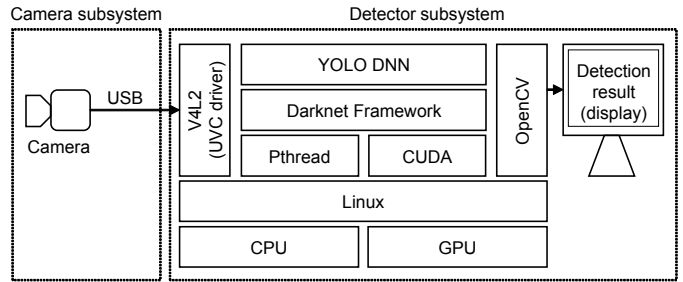 Camera subsystem
Detector subsystem
USB
Camera
V4L2
(UVC driver)
YOLO DNN
Darknet Framework
Pthread
CUDA
OpenCV
Detection
result
(display)
Linux
CPU
GPU